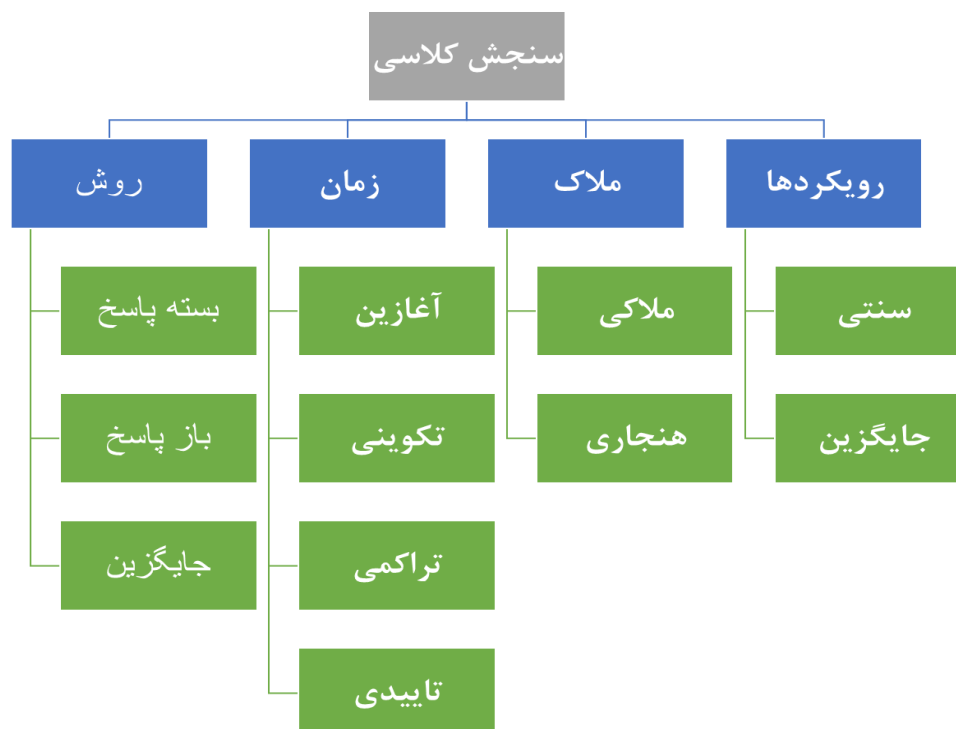 سنجش کلاسی
رویکردها
ملاک
زمان
روش
سنتی
ملاکی
آغازین
بسته پاسخ
جایگزین
هنجاری
تکوینی
باز پاسخ
تراکمی
جایگزین
تاییدی